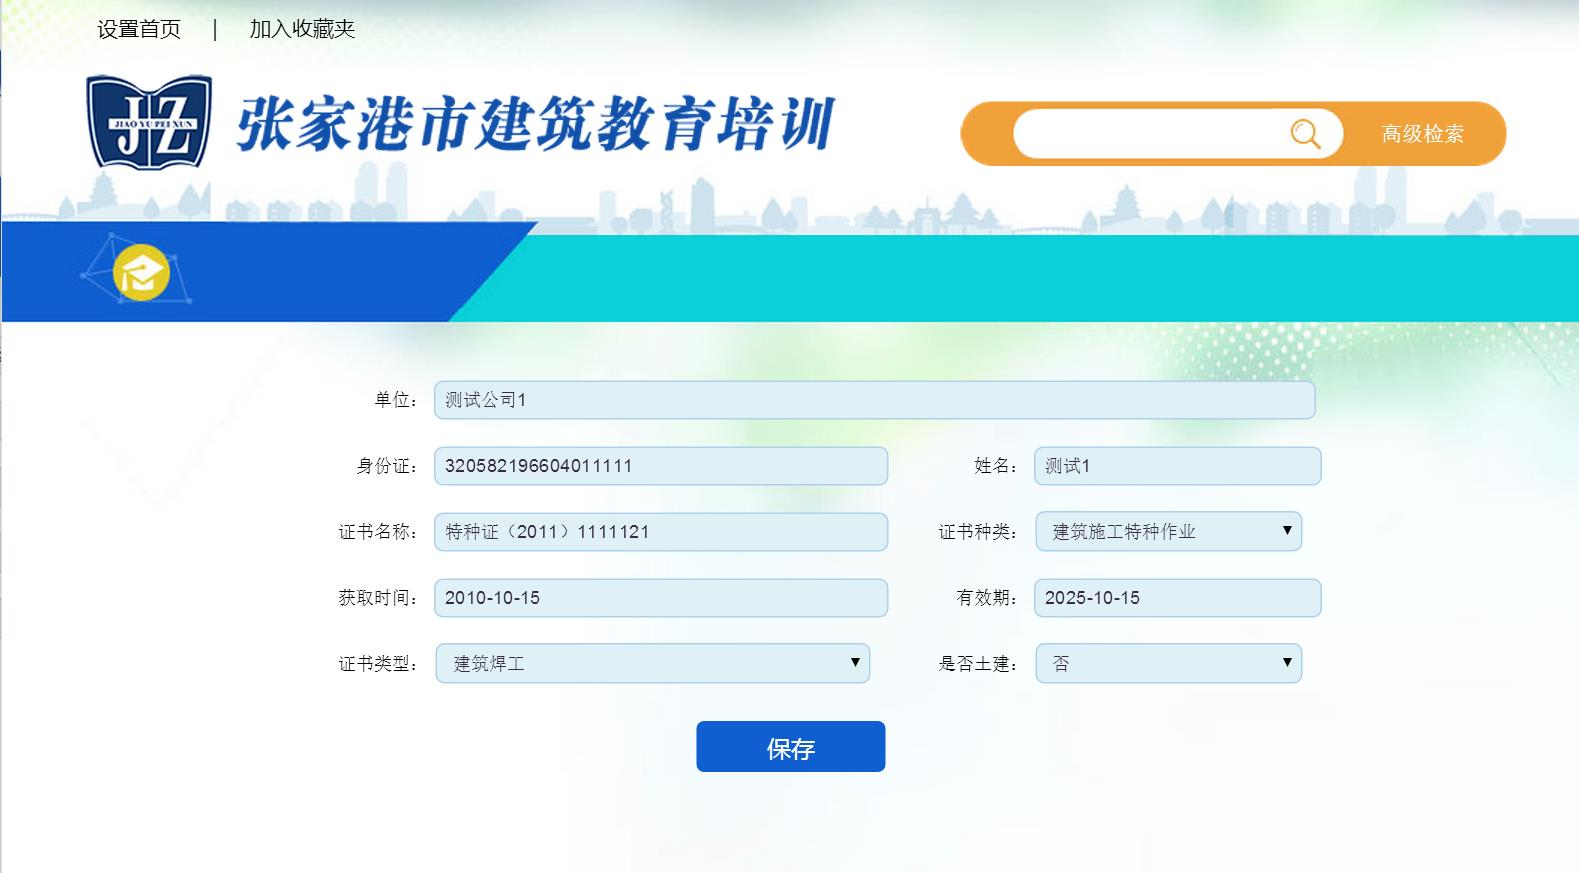 设置首页 | 加入收藏夹
JZ
JIAO YU PEI XUN
张家港市建筑教育培训
高级检索
单位： 测试公司1
身份证： 320582196604011111 姓名： 测试1
证书名称： 特种证（2011）1111121 证书种类： 建筑施工特种作业
获取时间： 2010-10-15 有效期： 2025-10-15
证书类型： 建筑焊工 是否土建： 否
保存